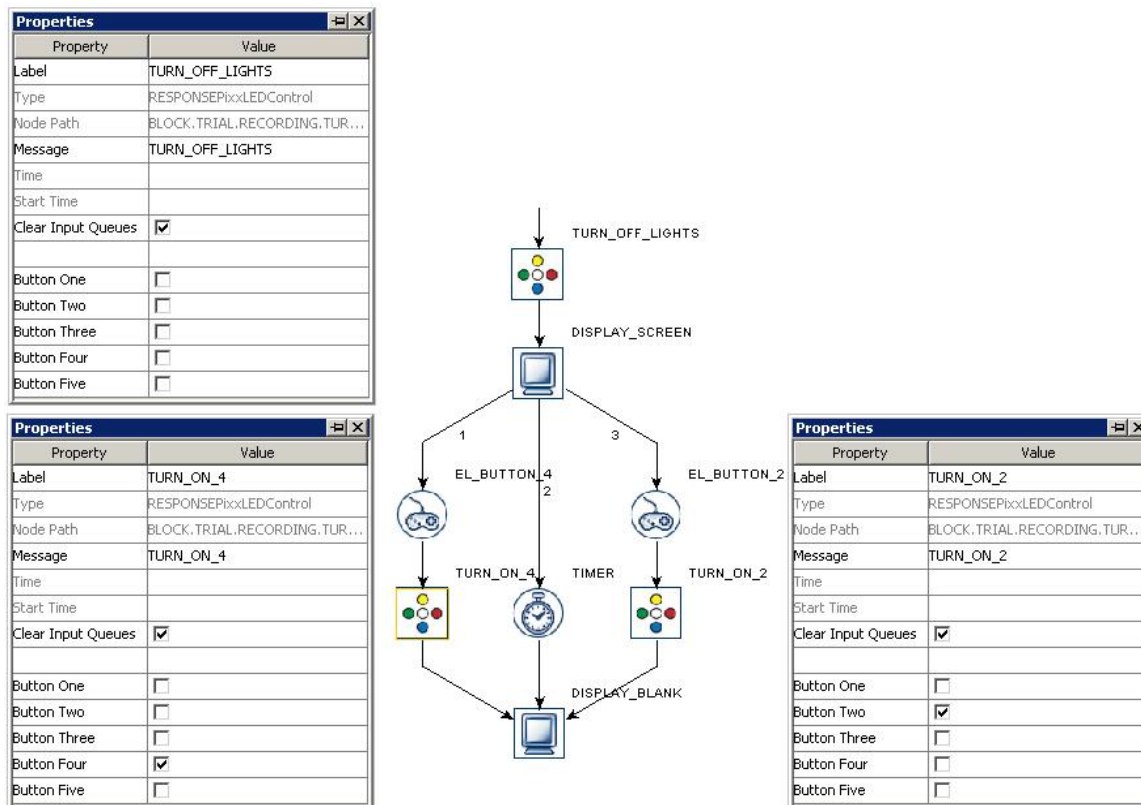 Properties
Property Value
Label TURN_OFF_LIGHTS
Type RESPONSEPixxLEDControl
Node Path BLOCK.TRIAL.RECORDING.TUR...
Message TURN_OFF_LIGHTS
Time
Start Time
Clear Input Queues
Button One
Button Two
Button Three
Button Four
Button Five
TURN_OFF_LIGHTS
DISPLAY_SCREEN
1
3
EL_BUTTON_4
2
EL_BUTTON_2
TURN_ON_4
TIMER
TURN_ON_2
DISPLAY_BLANK
Properties
Property Value
Label TURN_ON_4
Type RESPONSEPixxLEDControl
Node Path BLOCK.TRIAL.RECORDING.TUR...
Message TURN_ON_4
Time
Start Time
Clear Input Queues
Button One
Button Two
Button Three
Button Four
Button Five
Properties
Property Value
Label TURN_ON_2
Type RESPONSEPixxLEDControl
Node Path BLOCK.TRIAL.RECORDING.TUR...
Message TURN_ON_2
Time
Start Time
Clear Input Queues
Button One
Button Two
Button Three
Button Four
Button Five